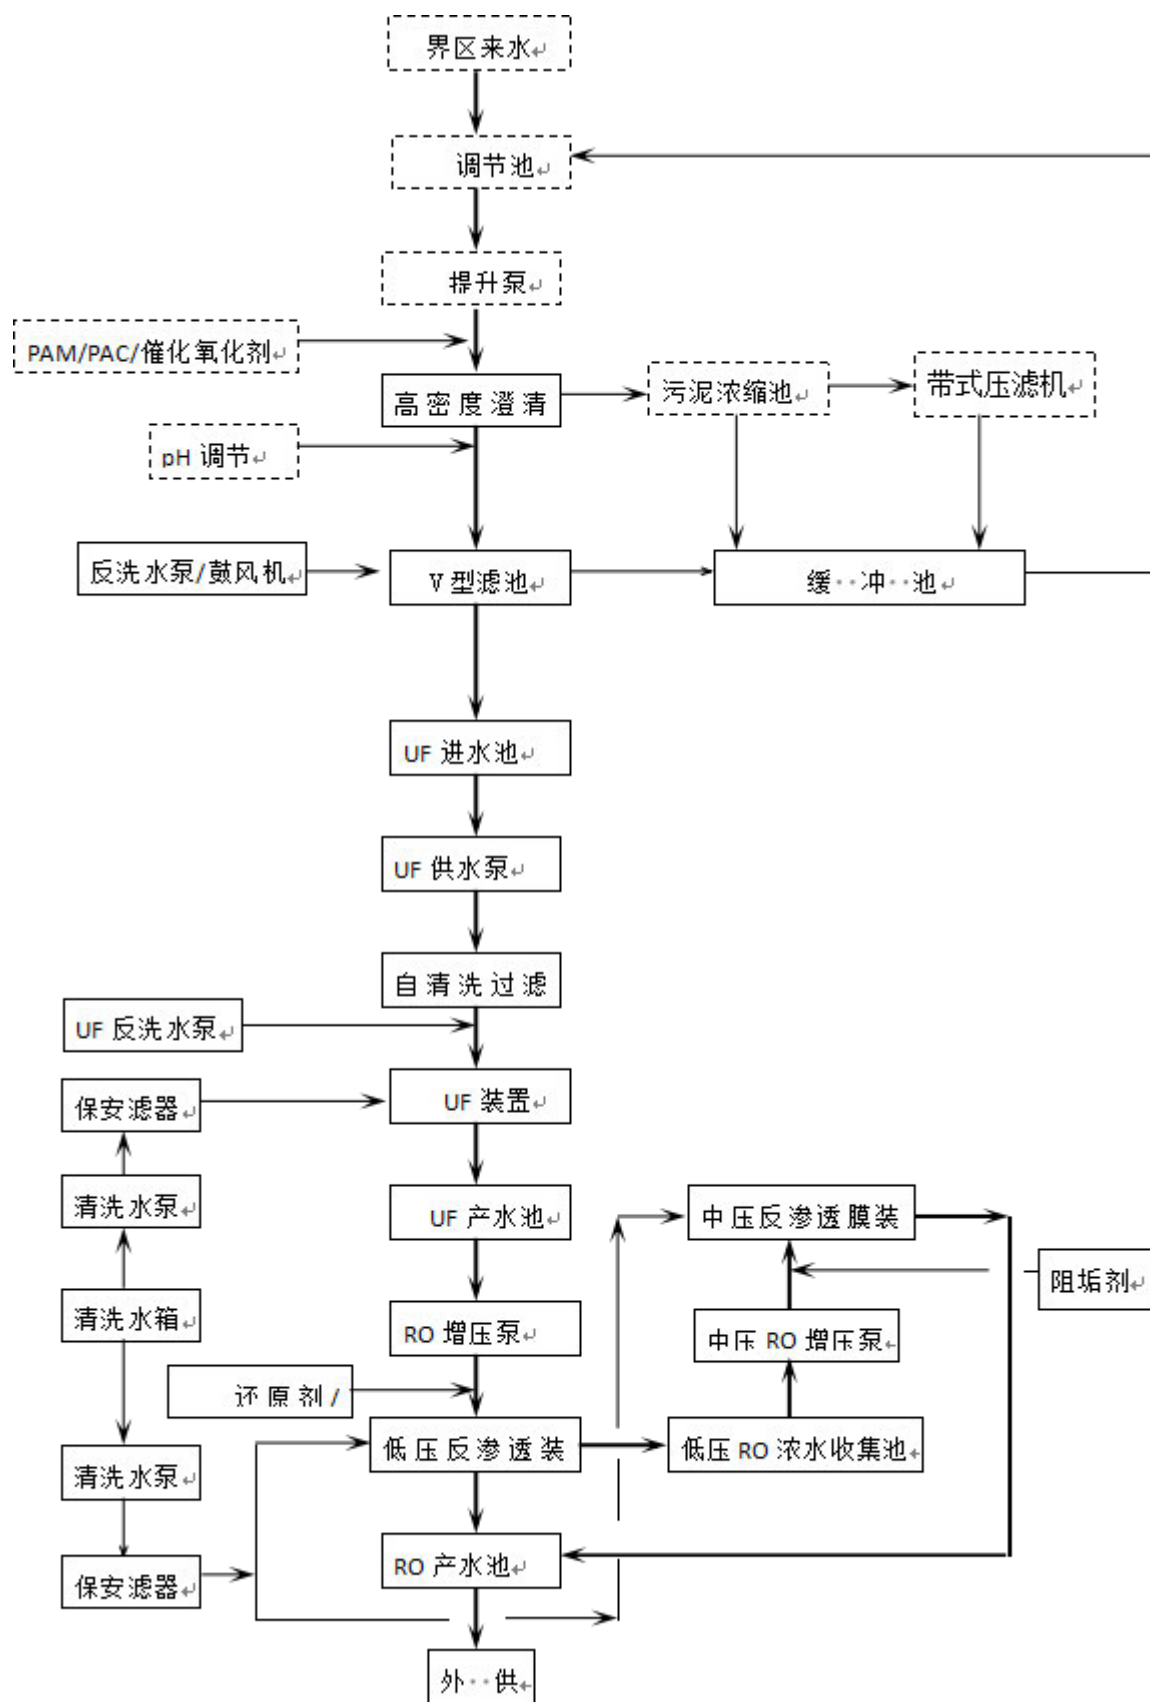 界区来水
调节池
提升泵
PAM/PAC/催化氧化剂
高密度澄清
污泥浓缩池
带式压滤机
pH 调节
反洗水泵/鼓风机
V 型滤池
缓··冲··池
UF 进水池
UF 供水泵
自清洗过滤
UF 反洗水泵
保安滤器
UF 装置
清洗水泵
UF 产水池
中压反渗透膜装
阻垢剂
清洗水箱
RO 增压泵
中压 RO 增压泵
还原剂/
低压反渗透装
低压 RO 浓水收集池
清洗水泵
RO 产水池
保安滤器
外··供